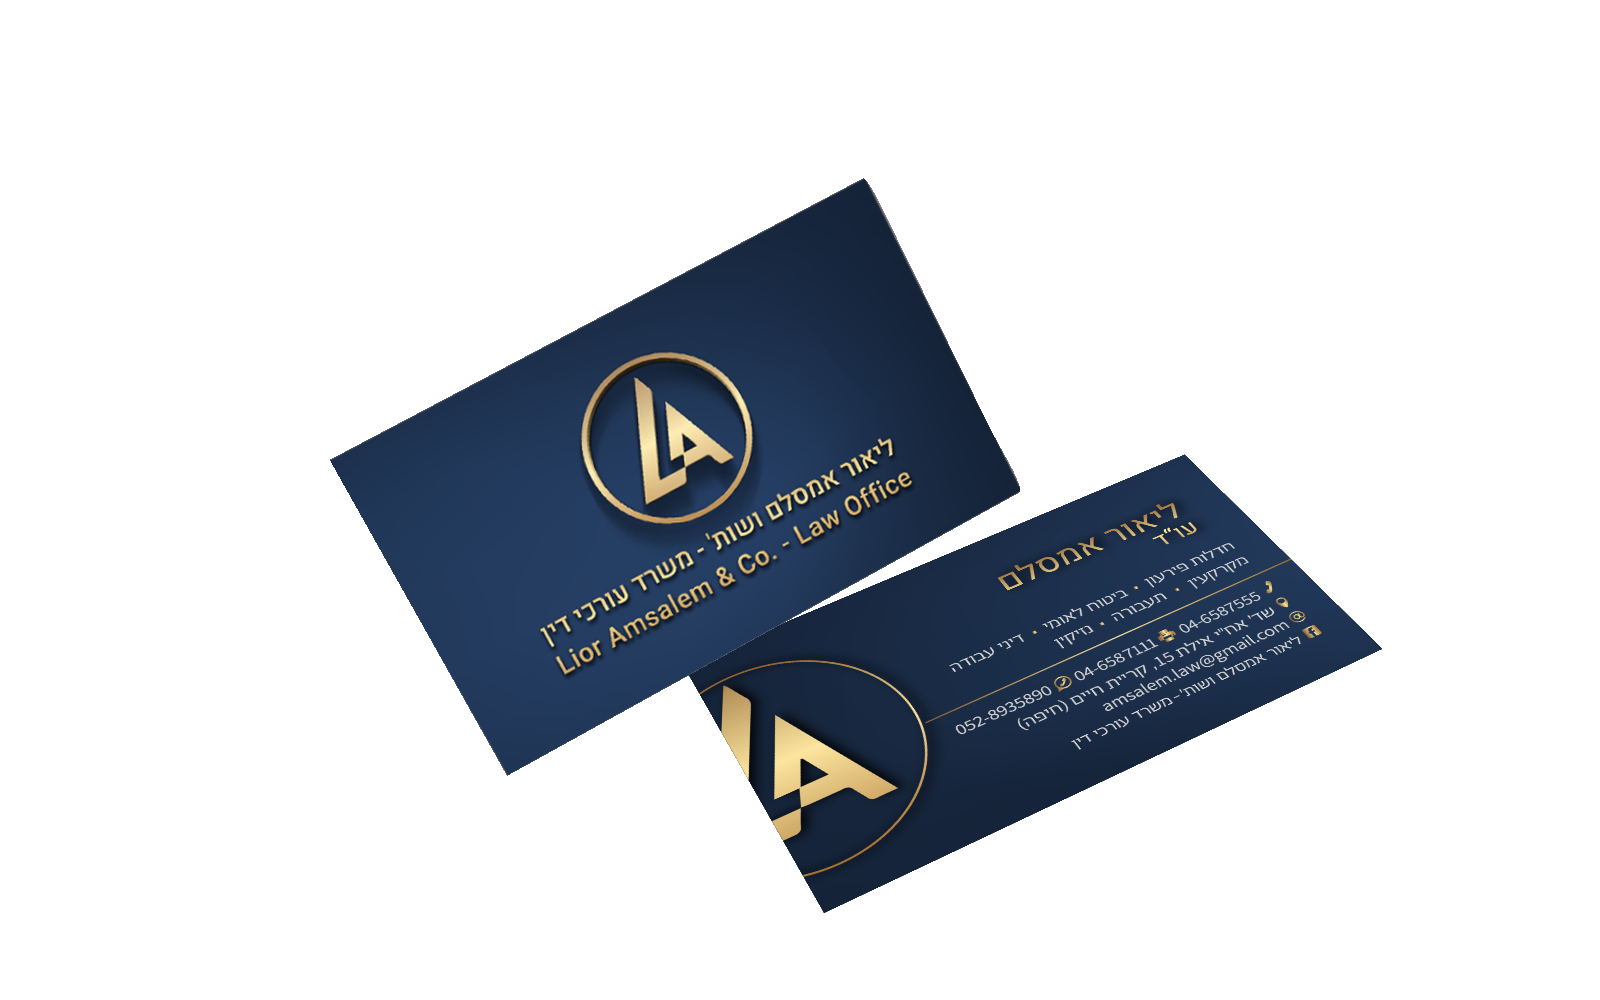 LA
ליאור אמסלם ושות' - משרד עורכי דין
Lior Amsalem & Co. - Law Office
ליאור אמסלם
עו"ד
חדלות פירעון • ביטוח לאומי • דיני עבודה
מקרקעין • תעבורה • נזיקין
04-6587555 04-6587111 052-8935890
שד' אח"י אילת 15, קריית חיים (חיפה)
amsalem.law@gmail.com
ליאור אמסלם ושות'-משרד עורכי דין
LA